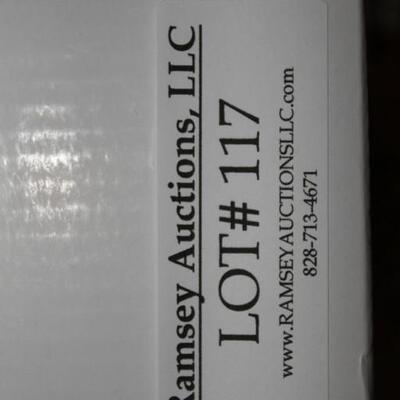 Ramsey Auctions, LLC
LOT# 117
www.RAMSEYAUCTIONSLLC.com
828-713-4671